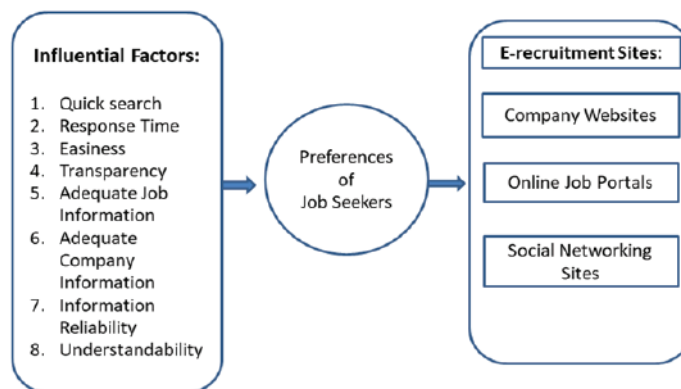 Influential Factors:
1. Quick search
2. Response Time
3. Easiness
4. Transparency
5. Adequate Job
Information
6. Adequate
Company
Information
7. Information
Reliability
8. Understandability
Preferences
of
Job Seekers
E-recruitment Sites:
Company Websites
Online Job Portals
Social Networking
Sites